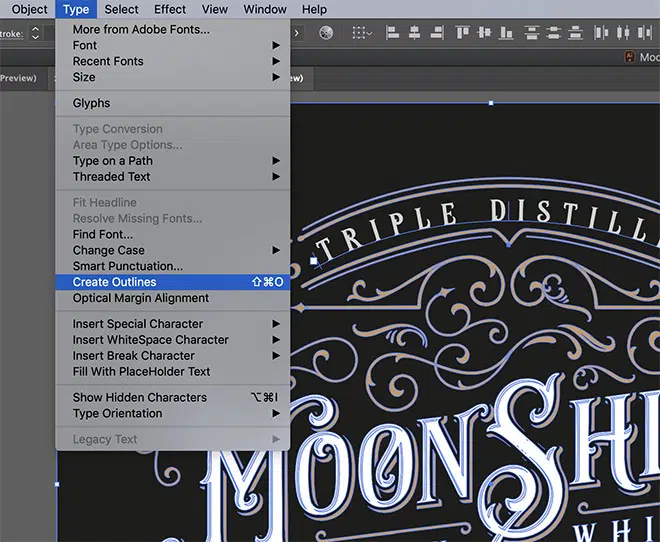 Object Type Select Effect View Window Help
troke:
Preview)
w)
Moo
More from Adobe Fonts...
Font
Recent Fonts
Size
Glyphs
Type Conversion
Area Type Options...
Type on a Path
Threaded Text
Fit Headline
Resolve Missing Fonts...
Find Font...
Change Case
Smart Punctuation...
Create Outlines ⇧⌘O
Optical Margin Alignment
Insert Special Character
Insert WhiteSpace Character
Insert Break Character
Fill With PlaceHolder Text
Show Hidden Characters ⌥⌘I
Type Orientation
Legacy Text
TRIPLE DISTILL
MOONSHI
WHI